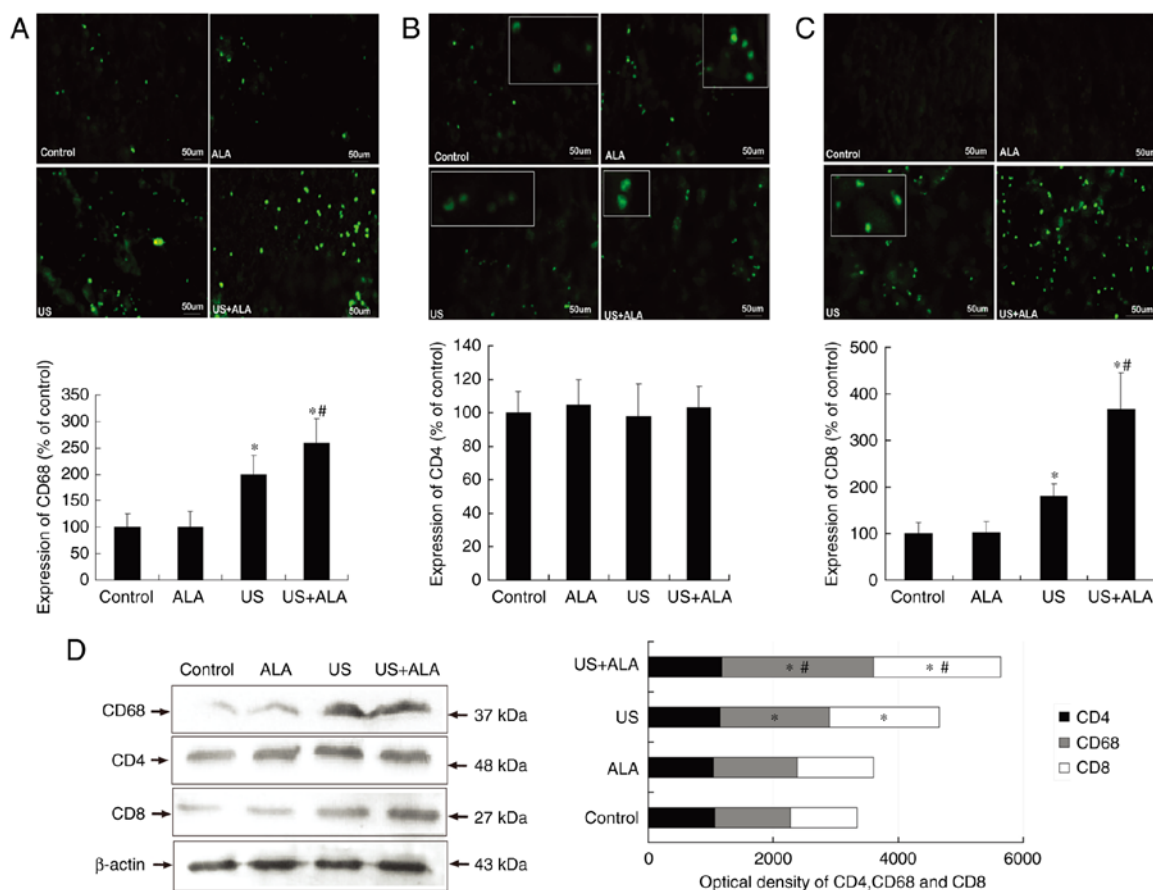 A
B
C
Control
50um
ALA
50um
Control
50um
ALA
50um
Control
50um
ALA
50um
US
50um
US+ALA
50um
US
50um
US+ALA
50um
US
50um
US+ALA
50um
Expression of CD68 (% of control)
350
300
250
200
150
100
50
0
*
*#
Control
ALA
US
US+ALA
Expression of CD4 (% of control)
140
120
100
80
60
40
20
0
Control
ALA
US
US+ALA
Expression of CD8 (% of control)
500
400
300
200
100
0
*
*#
Control
ALA
US
US+ALA
D
Control ALA US US+ALA
CD68
37 kDa
CD4
48 kDa
CD8
27 kDa
β-actin
43 kDa
US+ALA
* #
* #
US
*
*
ALA
Control
0 2000 4000 6000
Optical density of CD4,CD68 and CD8
CD4
CD68
CD8